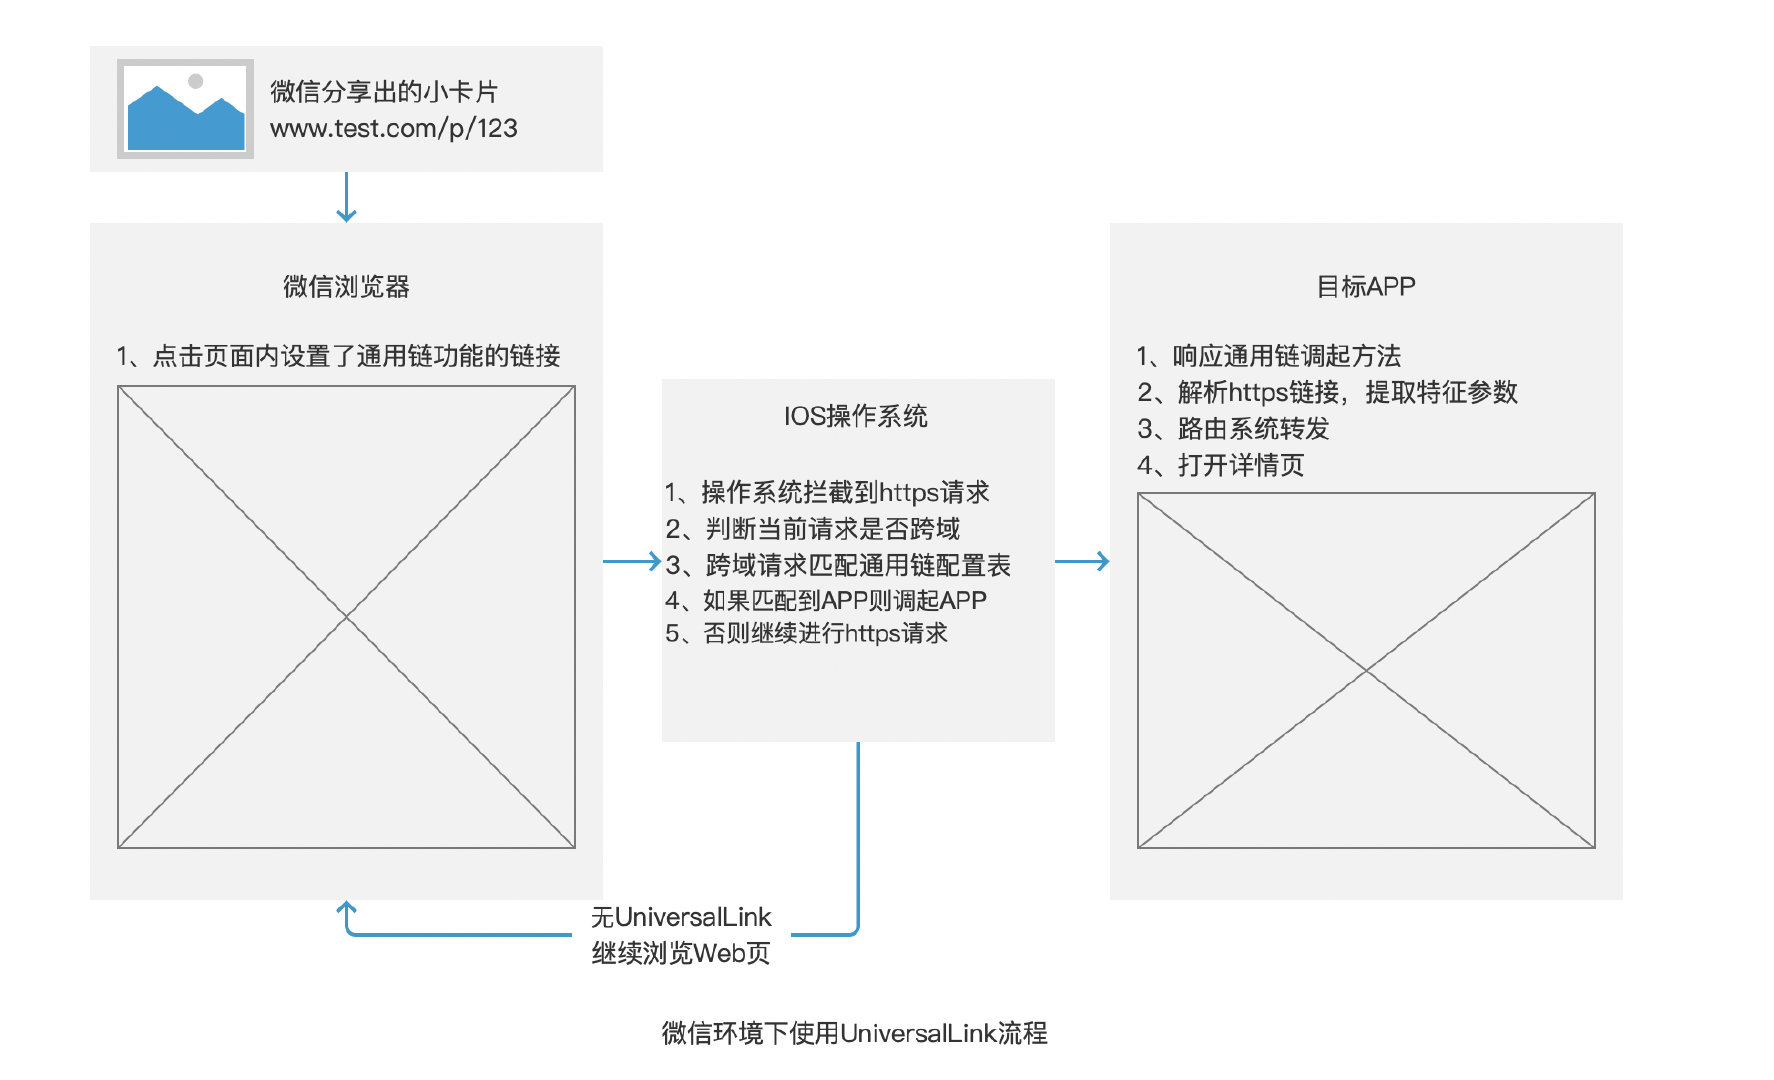 微信分享出的小卡片
www.test.com/p/123
微信浏览器
1、点击页面内设置了通用链功能的链接
IOS操作系统
1、操作系统拦截到https请求
2、判断当前请求是否跨域
3、跨域请求匹配通用链配置表
4、如果匹配到APP则调起APP
5、否则继续进行https请求
目标APP
1、响应通用链调起方法
2、解析https链接，提取特征参数
3、路由系统转发
4、打开详情页
无UniversalLink
继续浏览Web页
微信环境下使用UniversalLink流程